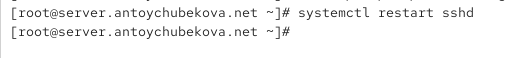 [root@server.antoychubekova.net ~]# systemctl restart sshd
[root@server.antoychubekova.net ~]#